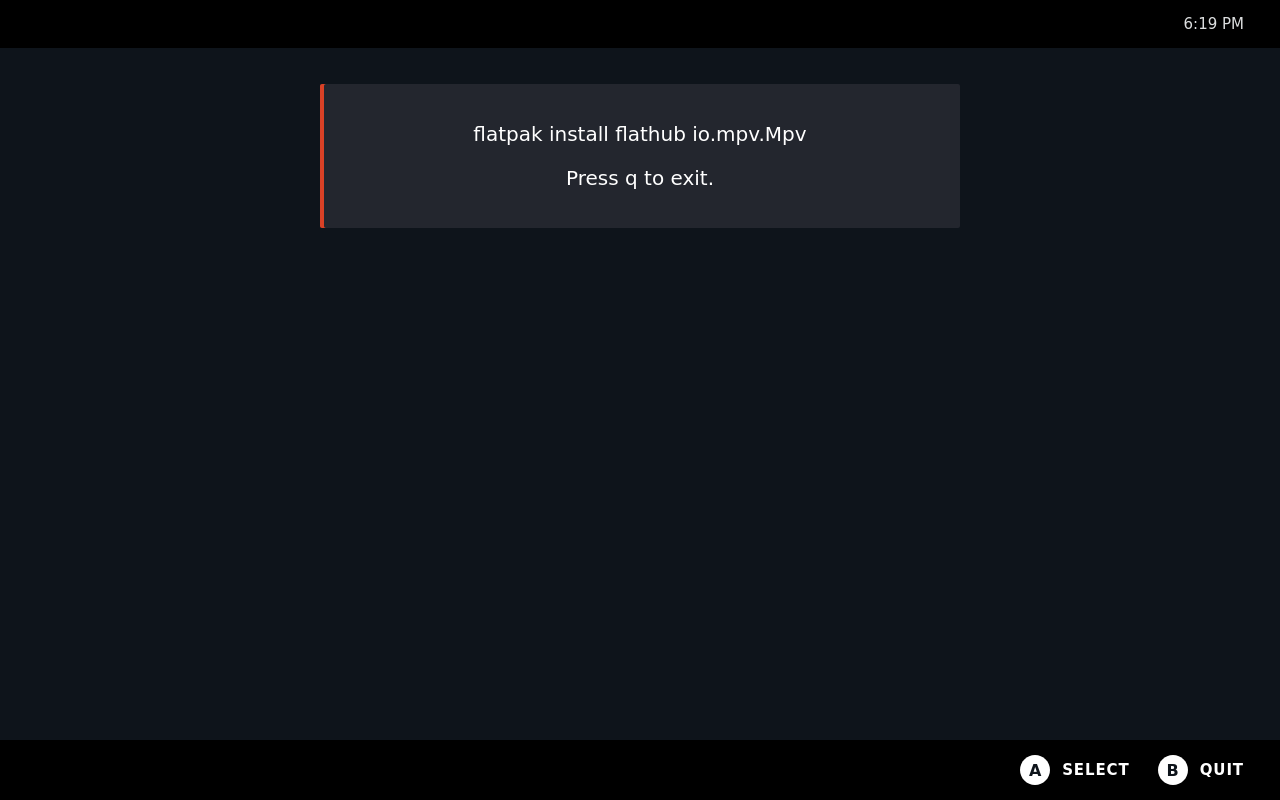 6:19 PM
flatpak install flathub io.mpv.Mpv
Press q to exit.
A SELECT B QUIT